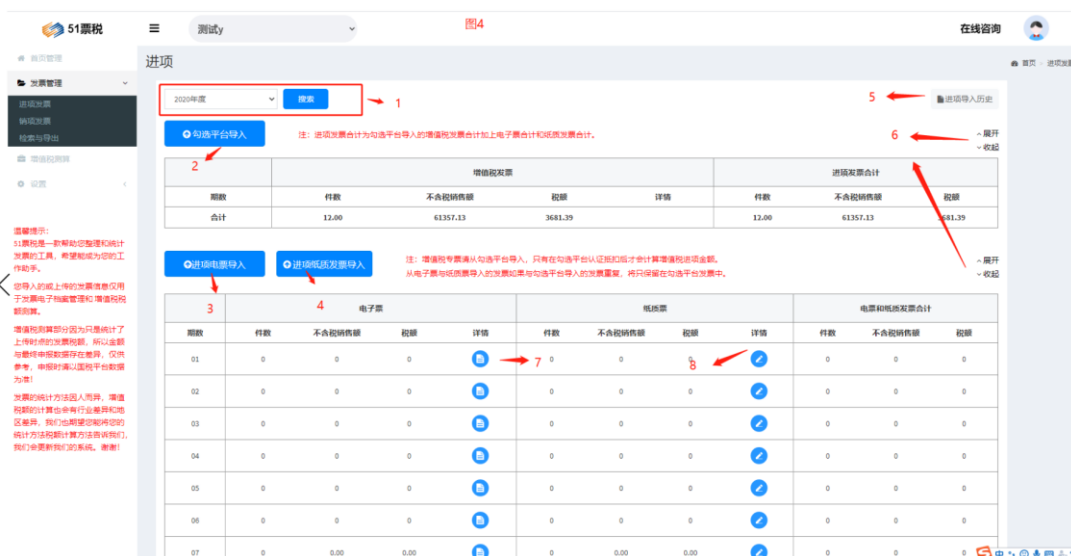 图4
51票税
测试y
在线咨询
首页管理
发票管理
进项发票
销项发票
检索与导出
增值税测算
设置
温馨提示:
51票税是一款帮助您整理和统计
发票的工具，希望能成为您的工
作助手。
您导入的或上传的发票信息仅用
于发票电子档案管理和增值税税
额测算。
增值税测算部分因为只是统计了
上传时点的发票税额，所以金额
与最终申报数据存在差异，仅供
参考，申报时请以国税平台数据
为准!
发票的统计方法因人而异，增值
税额的计算也会有行业差异和地
区差异，我们也期望您能将您的
统计方法税额计算方法告诉我们，
我们会更新我们的系统。谢谢!
进项
首页 - 进项发
2020年度 搜索 1
5 进项导入历史
勾选平台导入 注：进项发票合计为勾选平台导入的增值税发票合计加上电子票合计和纸质发票合计。
6 展开
收起
2
增值税发票 进项发票合计
期数 件数 不含税销售额 税额 详情 件数 不含税销售额 税额
合计 12.00 61357.13 3681.39 12.00 61357.13 3681.39
进项电票导入 进项纸质发票导入
注：增值税专票请从勾选平台导入，只有在勾选平台认证抵扣后才会计算增值税进项金额。
从电子票与纸质票导入的发票如果与勾选平台导入的发票重复，将只保留在勾选平台发票中。
展开
收起
3 4
电子票 纸质票 电票和纸质发票合计
期数 件数 不含税销售额 税额 详情 件数 不含税销售额 税额 详情 件数 不含税销售额 税额
01 0 0 0 7 0 0 0 8 0 0 0
02 0 0 0 0 0 0 0 0 0
03 0 0 0 0 0 0 0 0 0
04 0 0 0 0 0 0 0 0 0
05 0 0 0 0 0 0 0 0 0
06 0 0 0 0 0 0 0 0 0
07 0 0.00 0.00 0 0.00 0.00 0 0 0
中